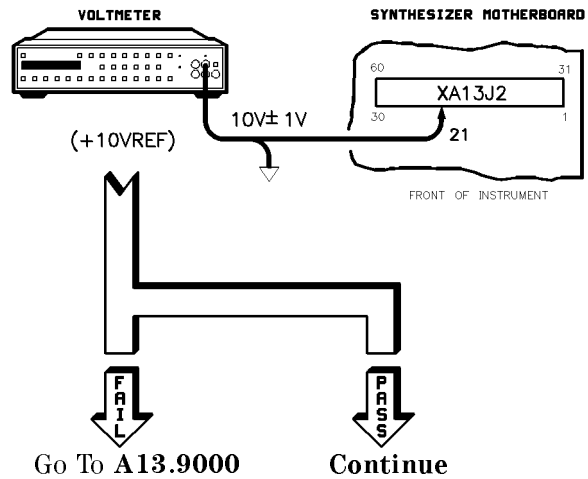 VOLTMETER
SYNTHESIZER MOTHERBOARD
60
31
XA13J2
30
1
21
10V± 1V
(+10VREF)
FRONT OF INSTRUMENT
FAIL
PASS
Go To A13.9000
Continue